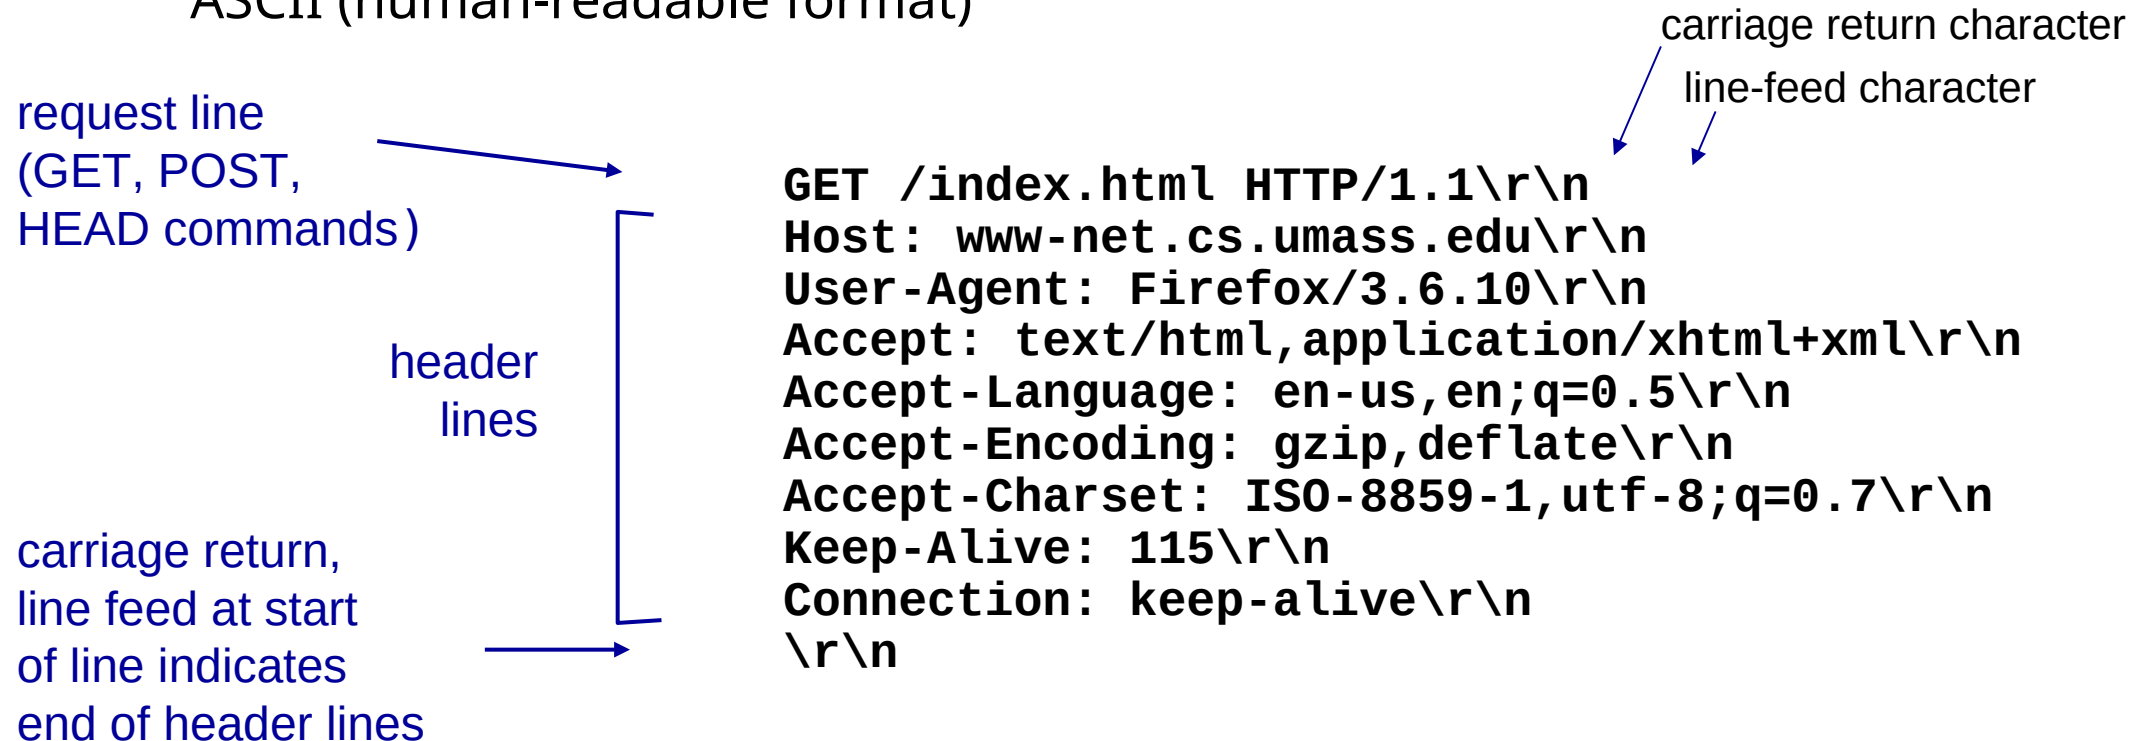 ASCII (human-readable format)
carriage return character
line-feed character
request line
(GET, POST,
HEAD commands)
GET /index.html HTTP/1.1\r\n
Host: www-net.cs.umass.edu\r\n
User-Agent: Firefox/3.6.10\r\n
Accept: text/html,application/xhtml+xml\r\n
Accept-Language: en-us,en;q=0.5\r\n
Accept-Encoding: gzip,deflate\r\n
Accept-Charset: ISO-8859-1,utf-8;q=0.7\r\n
Keep-Alive: 115\r\n
Connection: keep-alive\r\n
\r\n
header
lines
carriage return,
line feed at start
of line indicates
end of header lines